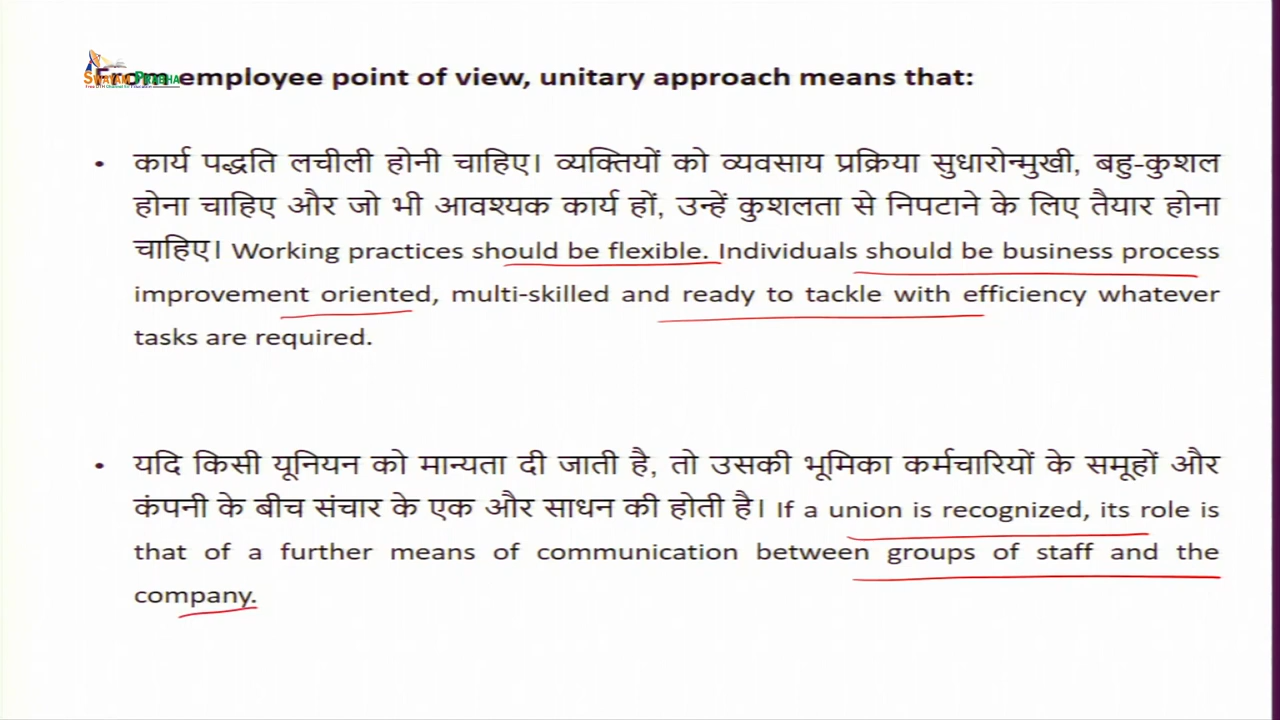 SWAYAM PRABHA
From employee point of view, unitary approach means that:
• कार्य पद्धति लचीली होनी चाहिए। व्यक्तियों को व्यवसाय प्रक्रिया सुधारोन्मुखी, बहु-कुशल
होना चाहिए और जो भी आवश्यक कार्य हों, उन्हें कुशलता से निपटाने के लिए तैयार होना
चाहिए। Working practices should be flexible. Individuals should be business process
improvement oriented, multi-skilled and ready to tackle with efficiency whatever
tasks are required.
• यदि किसी यूनियन को मान्यता दी जाती है, तो उसकी भूमिका कर्मचारियों के समूहों और
कंपनी के बीच संचार के एक और साधन की होती है। If a union is recognized, its role is
that of a further means of communication between groups of staff and the
company.